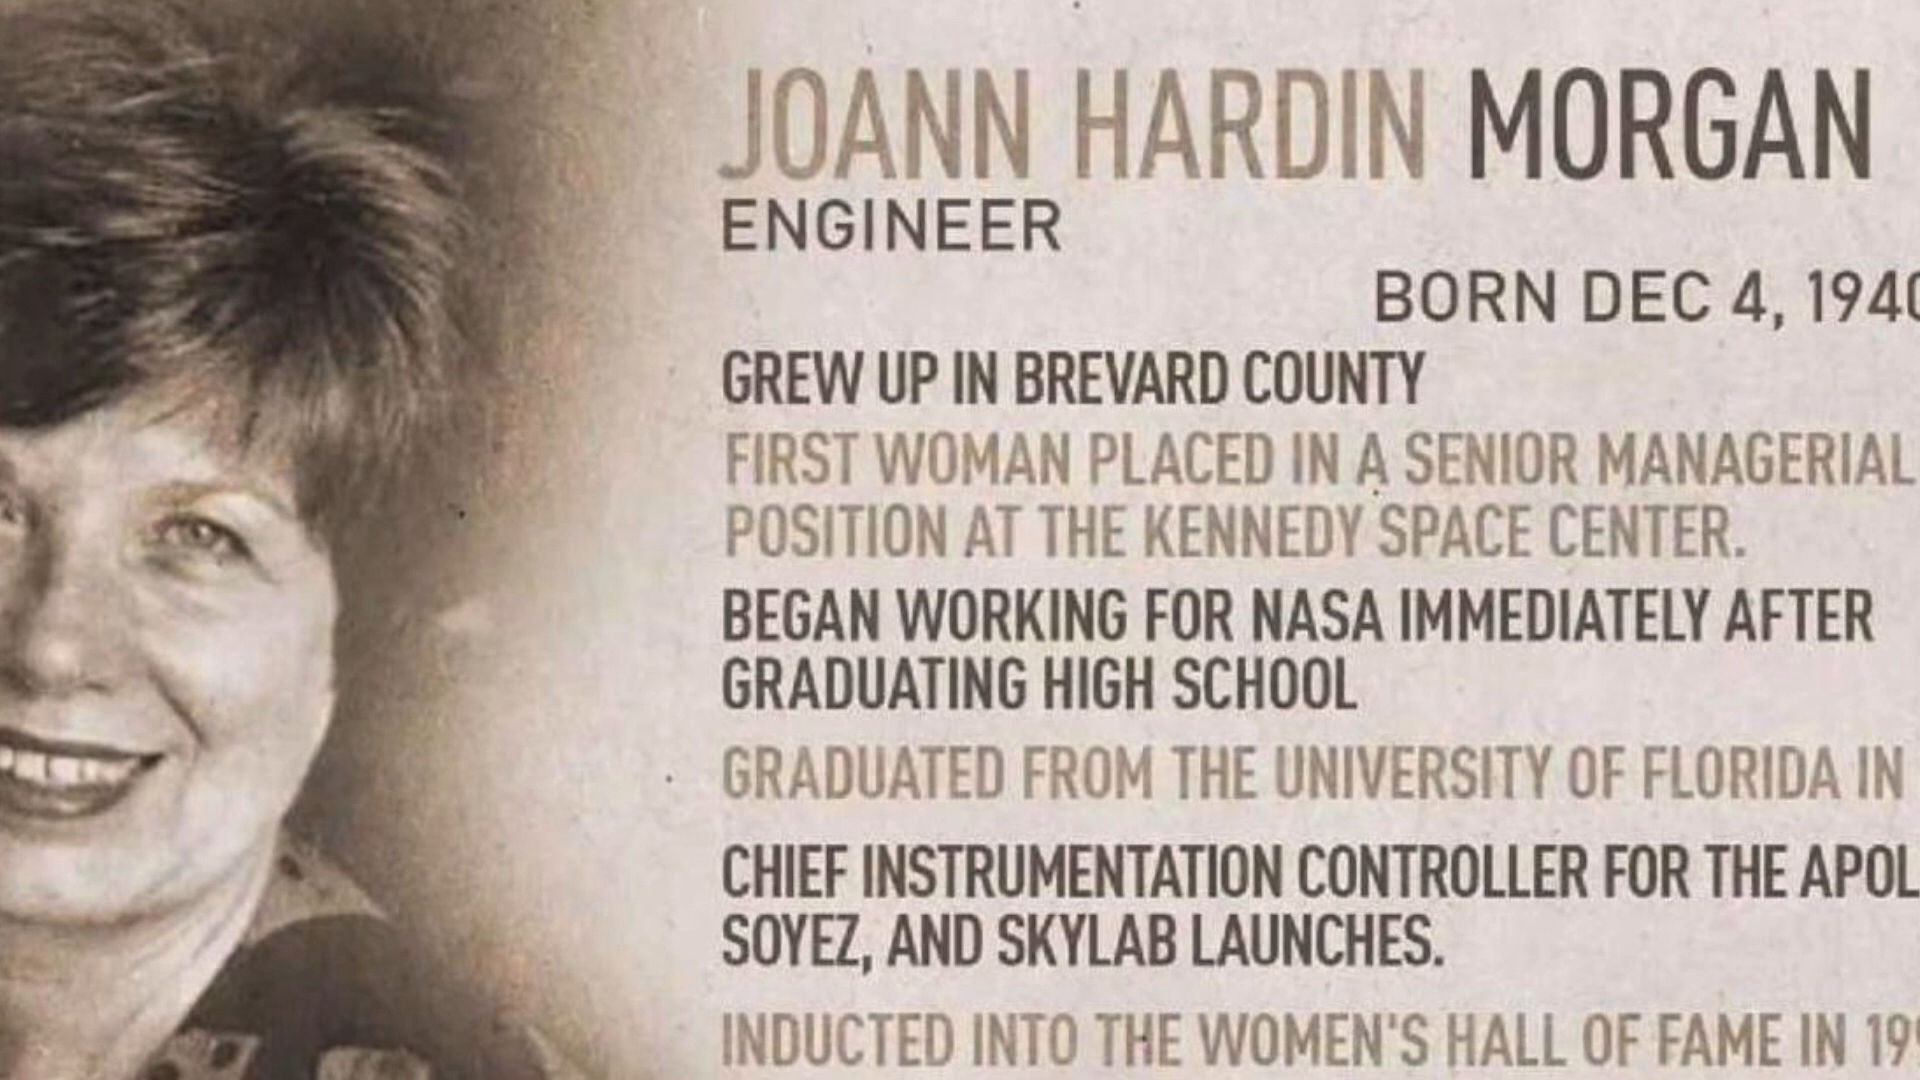 JOANN HARDIN MORGAN
ENGINEER
BORN DEC 4, 1940
GREW UP IN BREVARD COUNTY
FIRST WOMAN PLACED IN A SENIOR MANAGERIAL
POSITION AT THE KENNEDY SPACE CENTER.
BEGAN WORKING FOR NASA IMMEDIATELY AFTER
GRADUATING HIGH SCHOOL
GRADUATED FROM THE UNIVERSITY OF FLORIDA IN
CHIEF INSTRUMENTATION CONTROLLER FOR THE
SOYEZ, AND SKYLAB LAUNCHES.
INDUCTED INTO THE WOMEN'S HALL OF FAME IN